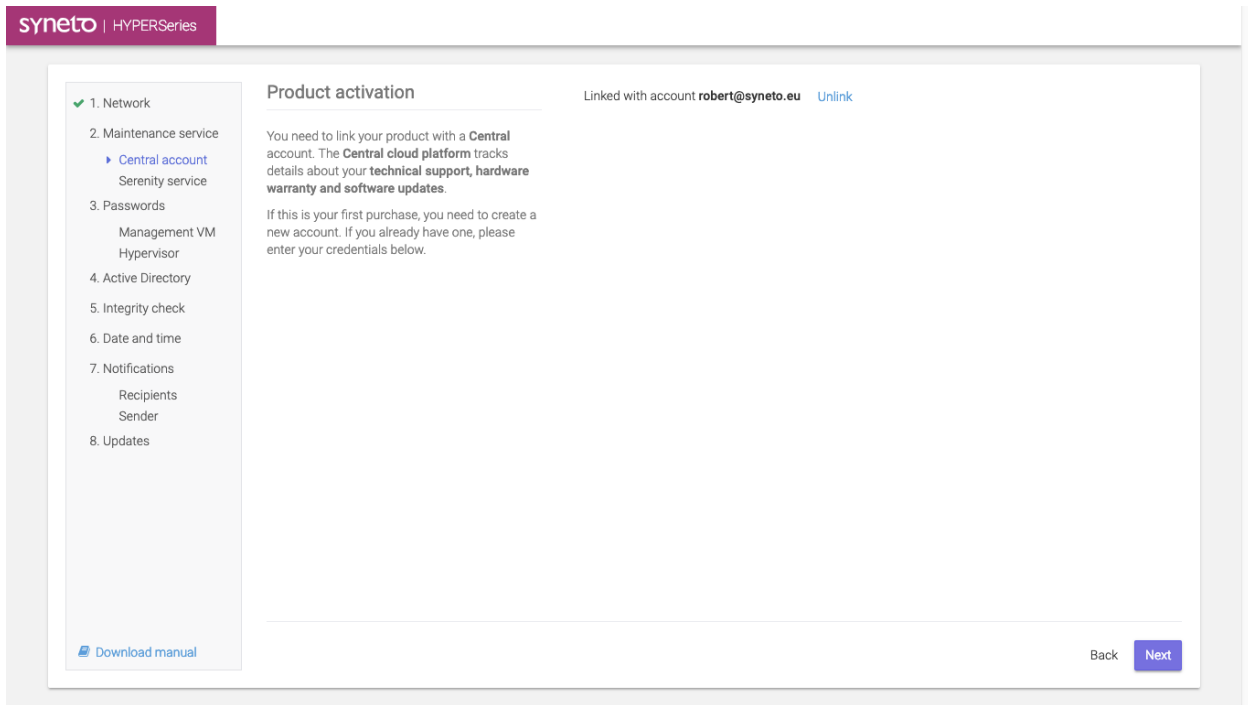 syneto | HYPERSeries
1. Network
2. Maintenance service
Central account
Serenity service
3. Passwords
Management VM
Hypervisor
4. Active Directory
5. Integrity check
6. Date and time
7. Notifications
Recipients
Sender
8. Updates
Download manual
Product activation
You need to link your product with a Central
account. The Central cloud platform tracks
details about your technical support, hardware
warranty and software updates.
If this is your first purchase, you need to create a
new account. If you already have one, please
enter your credentials below.
Linked with account robert@syneto.eu Unlink
Back Next